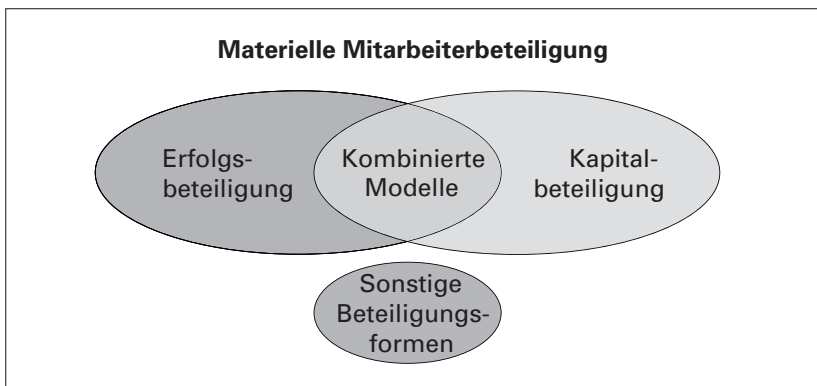 Materielle Mitarbeiterbeteiligung
Erfolgs-
beteiligung
Kombinierte
Modelle
Kapital-
beteiligung
Sonstige
Beteiligungs-
formen